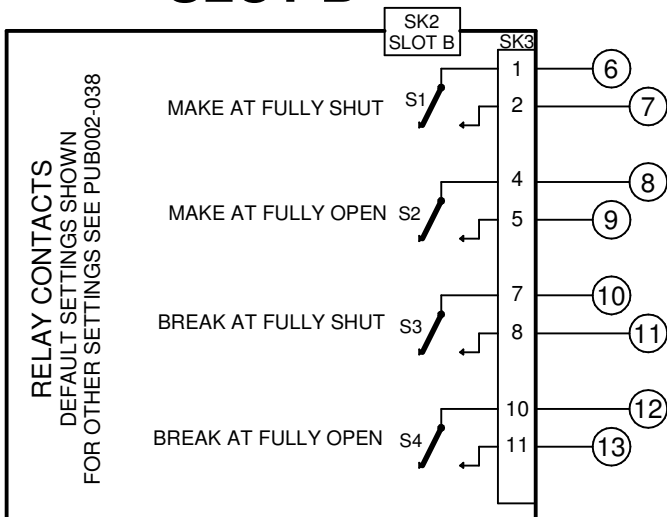 SLOT B
SK2
SLOT B
SK3
RELAY CONTACTS
DEFAULT SETTINGS SHOWN
FOR OTHER SETTINGS SEE PUB002-038
MAKE AT FULLY SHUT S1 1 6
2 7
MAKE AT FULLY OPEN S2 4 8
5 9
BREAK AT FULLY SHUT S3 7 10
8 11
BREAK AT FULLY OPEN S4 10 12
11 13